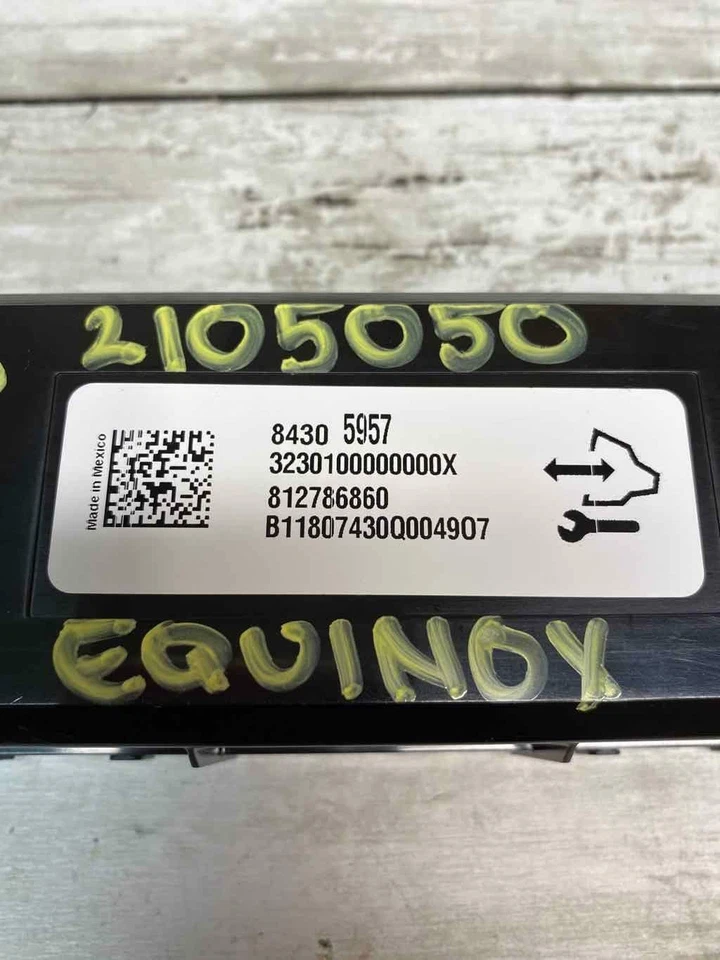 2105050
Made in Mexico
8430 5957
3230100000000X
812786860
B11807430Q004907
EQUINOX